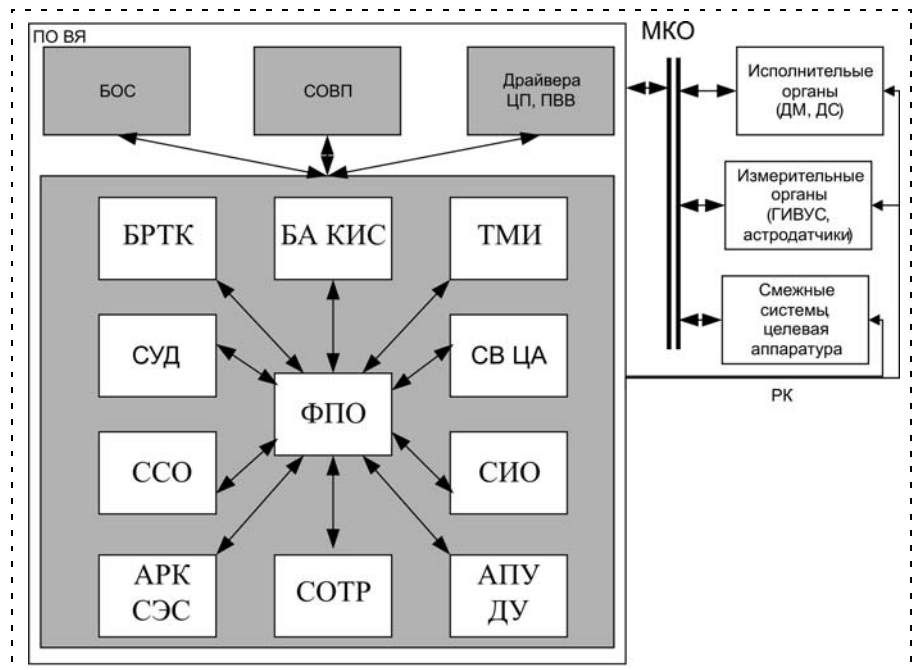 ПО ВЯ
БОС
СОВП
Драйвера
ЦП, ПВВ
БРТК
БА КИС
ТМИ
СУД
СВ ЦА
ФПО
ССО
СИО
АРК
СЭС
СОТР
АПУ
ДУ
МКО
Исполнительые
органы
(ДМ, ДС)
Измерительные
органы
(ГИВУС,
астродатчики)
Смежные
системы,
целевая
аппаратура
РК